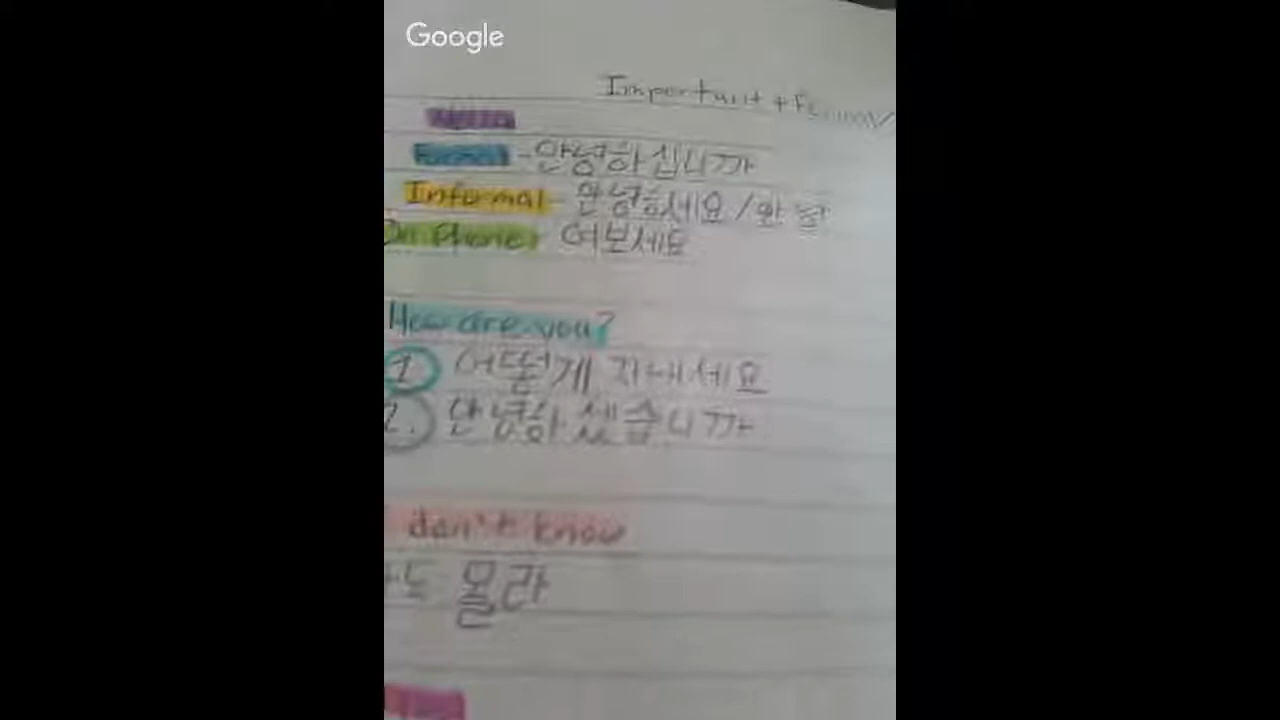 Google
Important + Formal
Hello
Formal - 안녕하십니까
Informal - 안녕하세요 / 안녕
On Phone: 여보세요
How are you?
1 어떻게 지내세요
2. 안녕하셨습니까
don't know
몰라